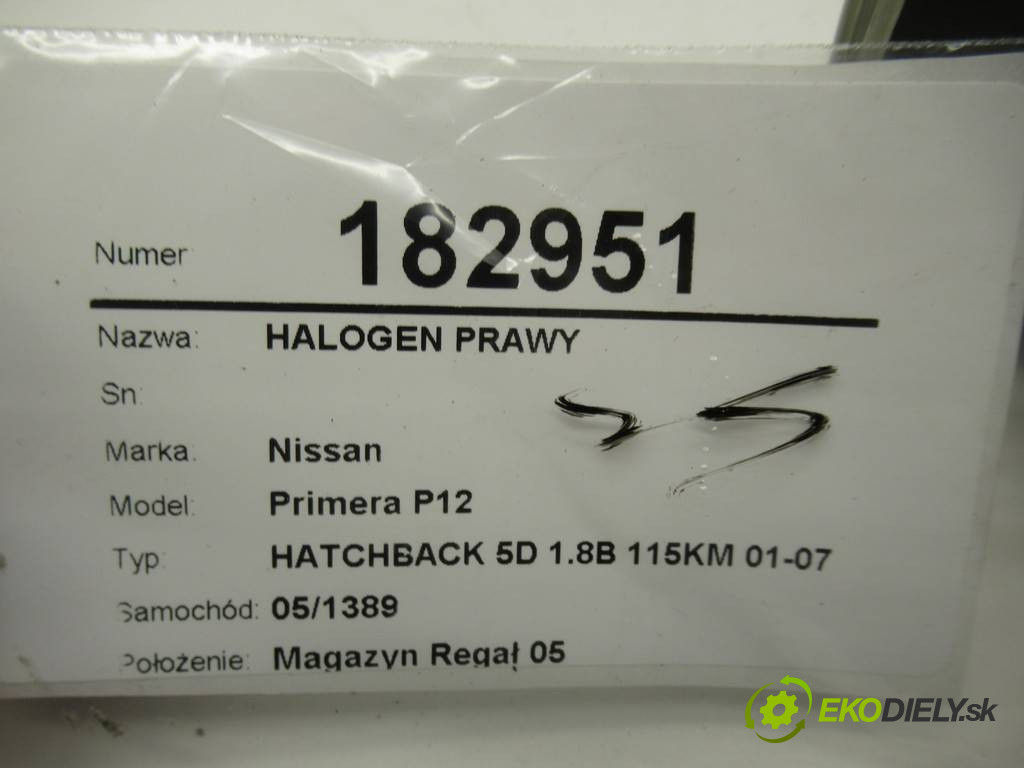 Numer 182951
Nazwa: HALOGEN PRAWY
Sn:
Marka: Nissan
Model: Primera P12
Typ: HATCHBACK 5D 1.8B 115KM 01-07
Samochód: 05/1389
Położenie: Magazyn Regał 05
EKODIELY.sk